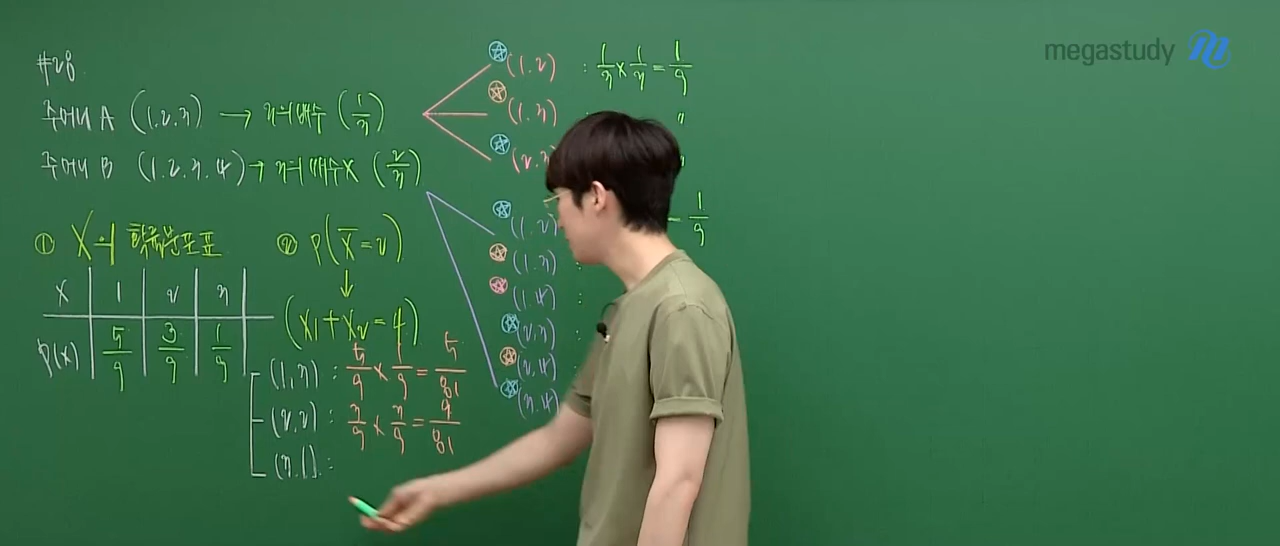 megastudy
#28
주머니 A (1.2.3) → 3의 배수 (1/3)
주머니 B (1.2.3.4) → 3의 배수X (2/3)
(1.2) : 1/3 × 1/3 = 1/9
(1.3) 〃
(2.3
(1.2) = 1/9
(1.3) :
(1.4) :
(2.3)
(2.4)
(3.4
① X의 확률분포표
X 1 2 3
P(X) 5/9 3/9 1/9
② P(X̄=2)
↓
(X1+X2=4)
(1,3) : 5/9 × 1/9 = 5/81
(2,2) : 3/9 × 3/9 = 9/81
(3.1) :